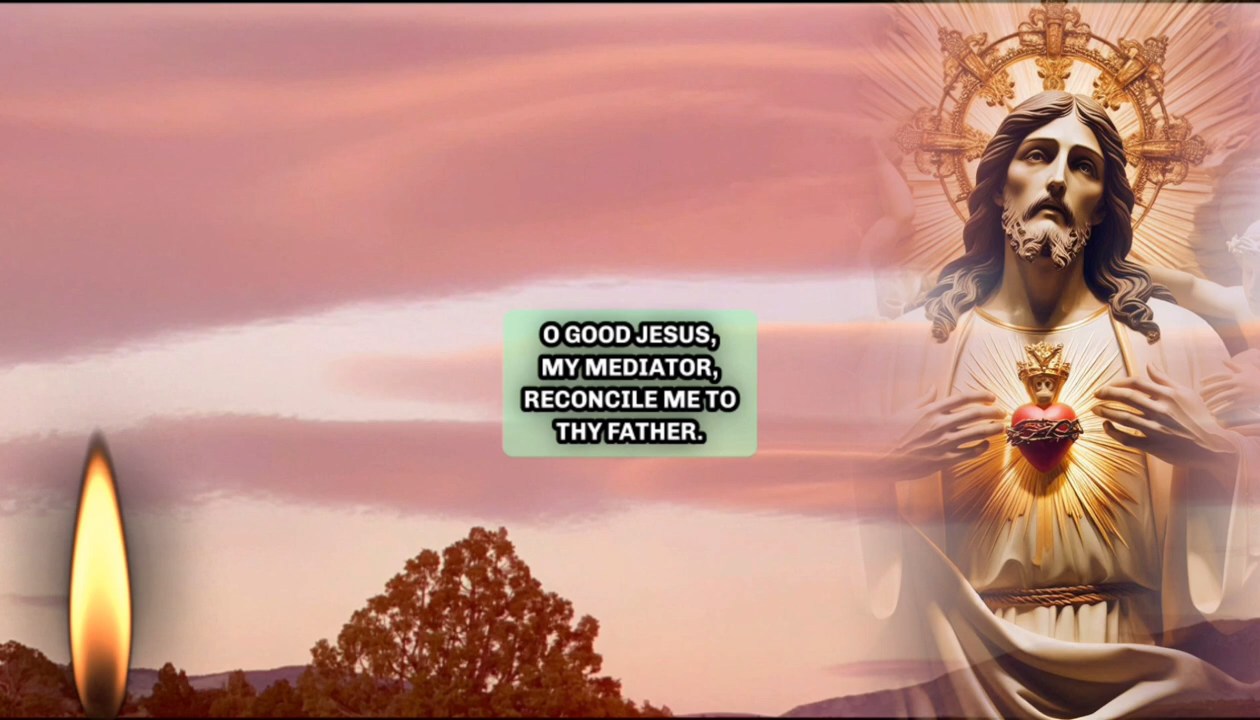 O GOOD JESUS,
MY MEDIATOR,
RECONCILE ME TO
THY FATHER.